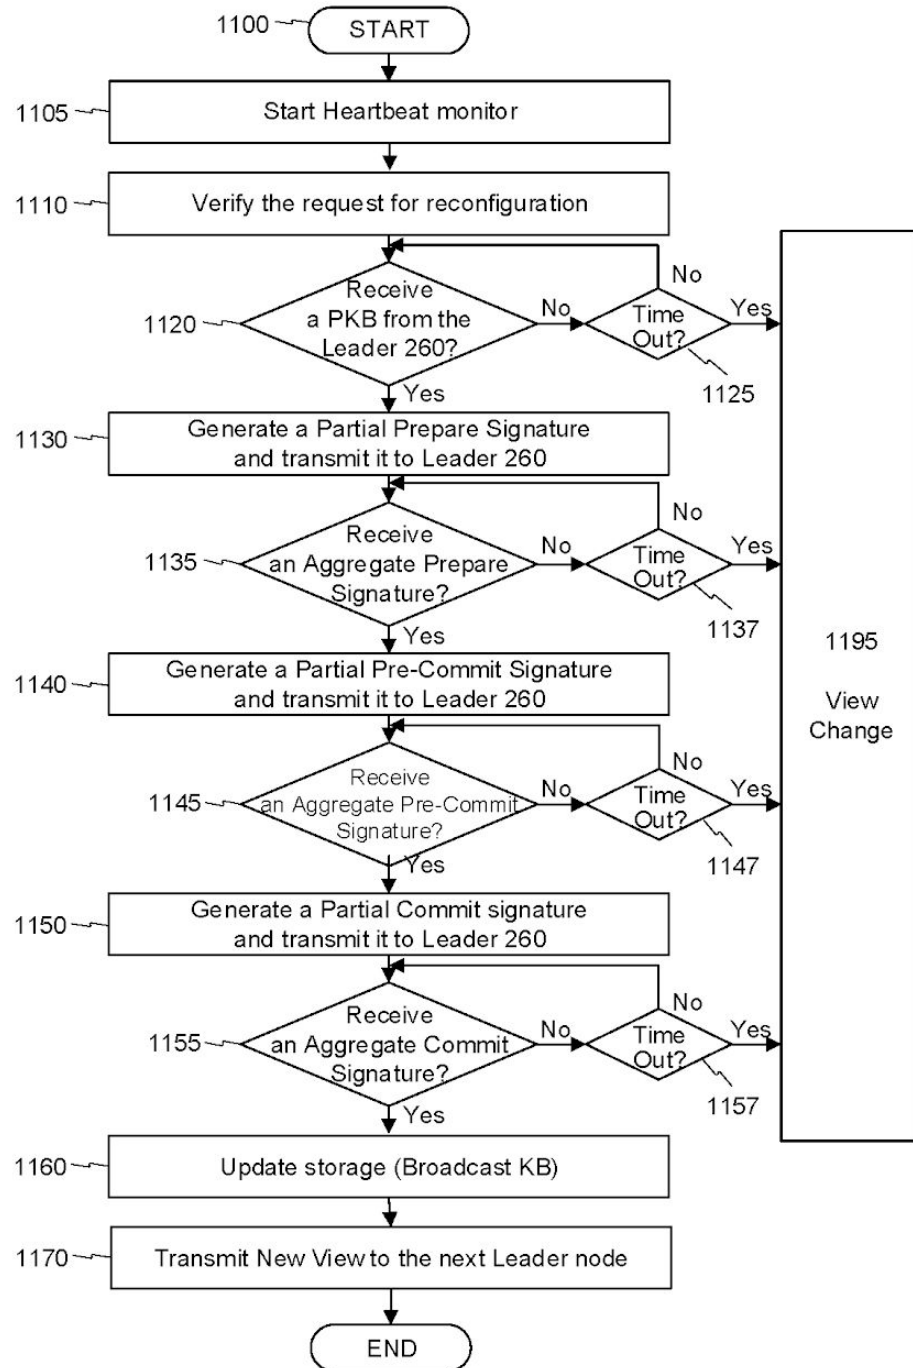 1100
START
1105
Start Heartbeat monitor
1110
Verify the request for reconfiguration
No
Receive
a PKB from the
Leader 260?
1120
No
Time
Out?
Yes
1125
Yes
1130
Generate a Partial Prepare Signature
and transmit it to Leader 260
No
Receive
an Aggregate Prepare
Signature?
1135
No
Time
Out?
Yes
1137
Yes
1140
Generate a Partial Pre-Commit Signature
and transmit it to Leader 260
1195
View
Change
No
Receive
an Aggregate Pre-Commit
Signature?
1145
No
Time
Out?
Yes
1147
Yes
1150
Generate a Partial Commit signature
and transmit it to Leader 260
No
Receive
an Aggregate Commit
Signature?
1155
No
Time
Out?
Yes
1157
Yes
1160
Update storage (Broadcast KB)
1170
Transmit New View to the next Leader node
END